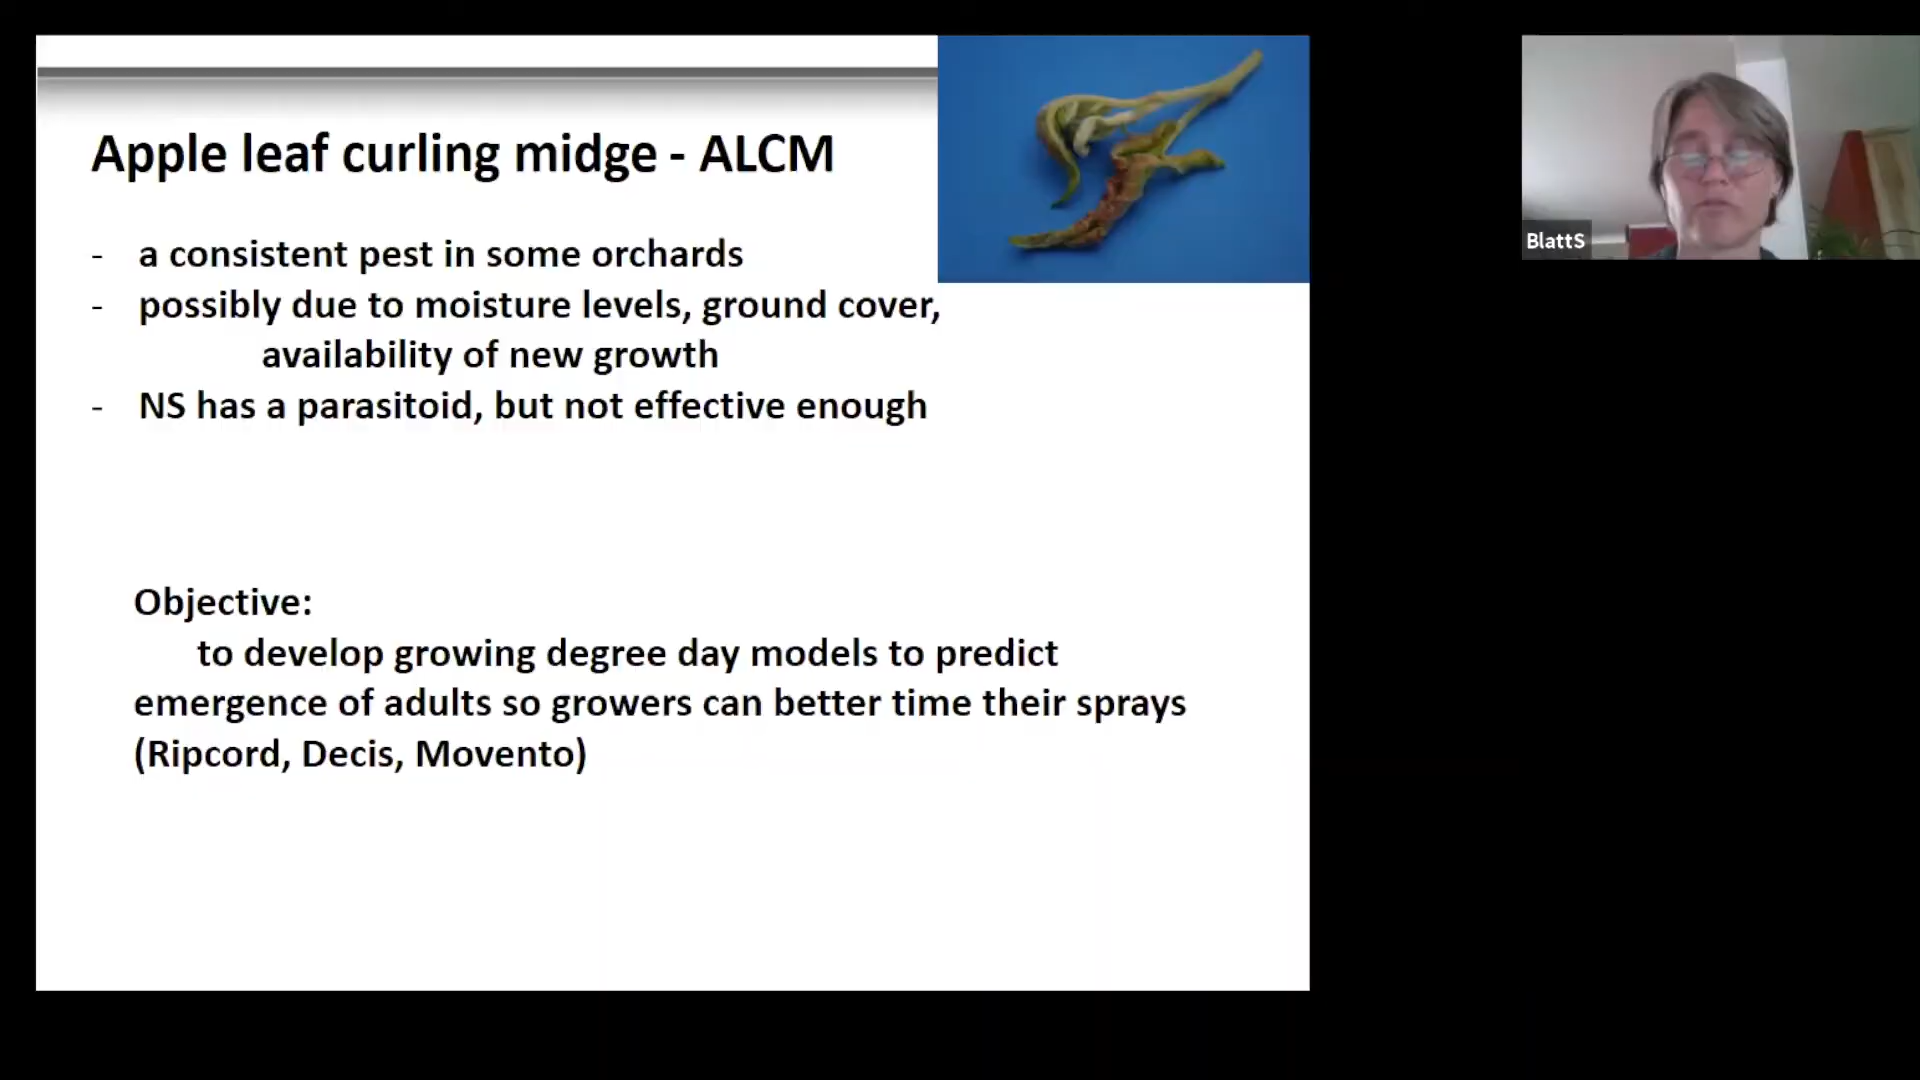 Apple leaf curling midge - ALCM
- a consistent pest in some orchards
- possibly due to moisture levels, ground cover,
availability of new growth
- NS has a parasitoid, but not effective enough
Objective:
to develop growing degree day models to predict
emergence of adults so growers can better time their sprays
(Ripcord, Decis, Movento)
BlattS